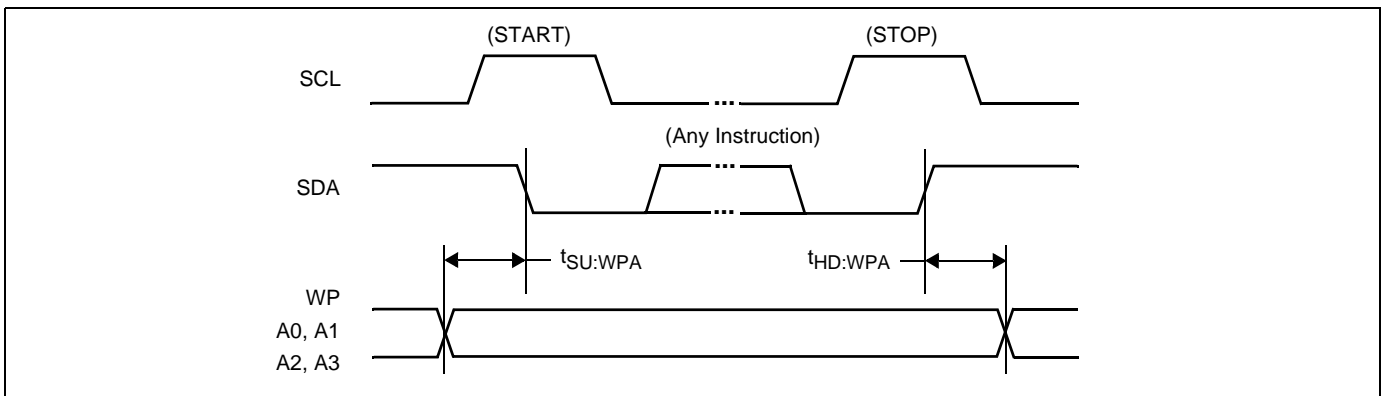 (START) (STOP)
SCL
(Any Instruction)
SDA
tSU:WPA tHD:WPA
WP
A0, A1
A2, A3